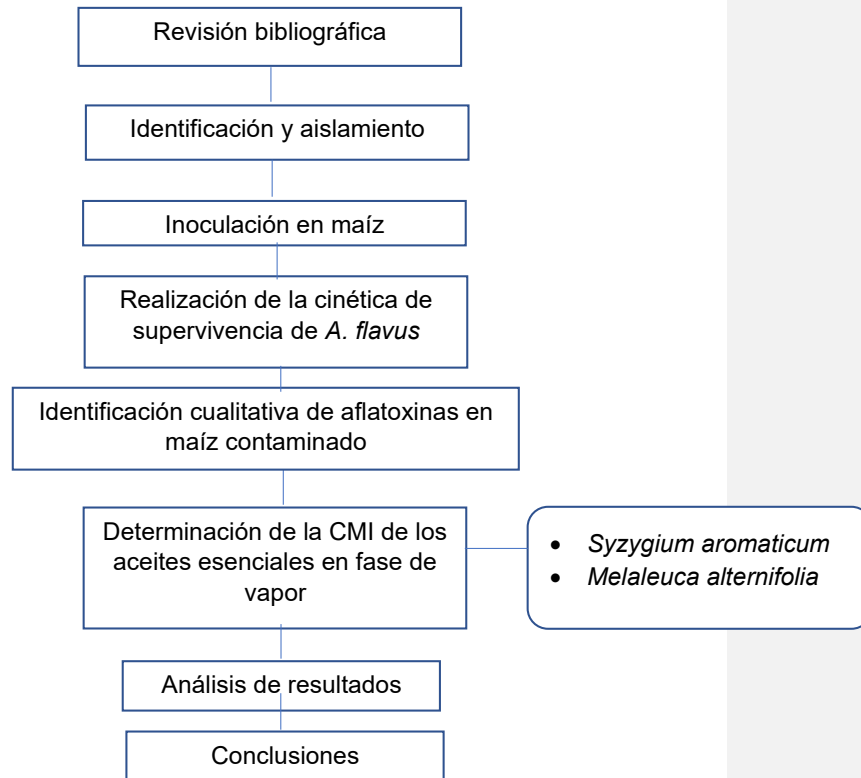 Revisión bibliográfica
Identificación y aislamiento
Inoculación en maíz
Realización de la cinética de
supervivencia de A. flavus
Identificación cualitativa de aflatoxinas en
maíz contaminado
Determinación de la CMI de los
aceites esenciales en fase de
vapor
• Syzygium aromaticum
• Melaleuca alternifolia
Análisis de resultados
Conclusiones